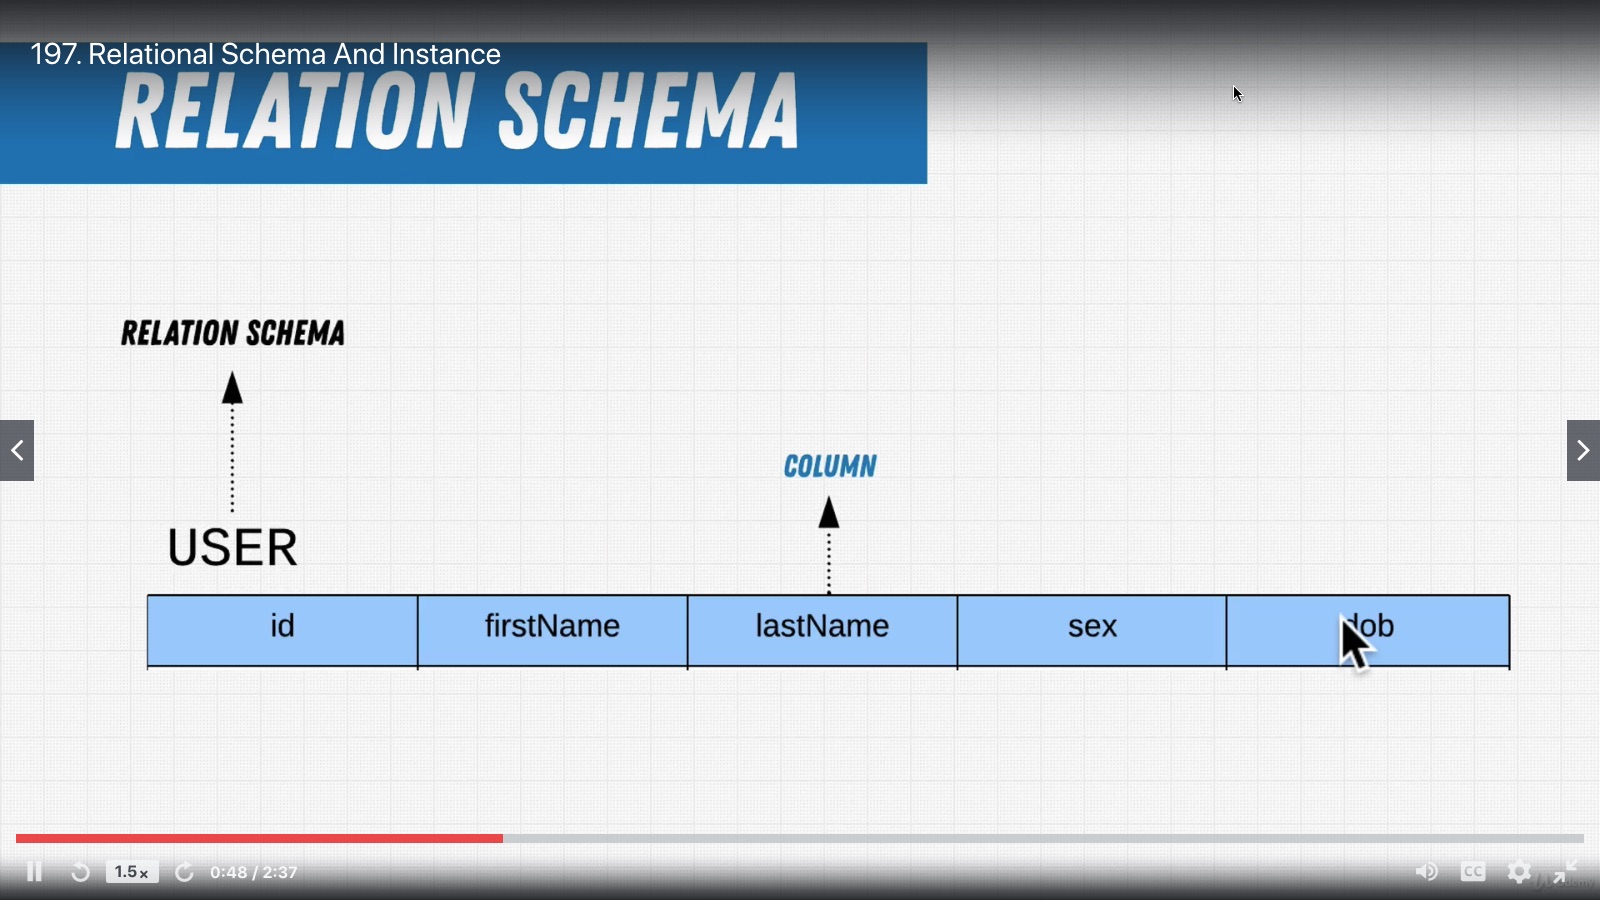 197. Relational Schema And Instance
RELATION SCHEMA
RELATION SCHEMA
COLUMN
USER
id firstName lastName sex dob
1.5x 0:48 / 2:37 CC